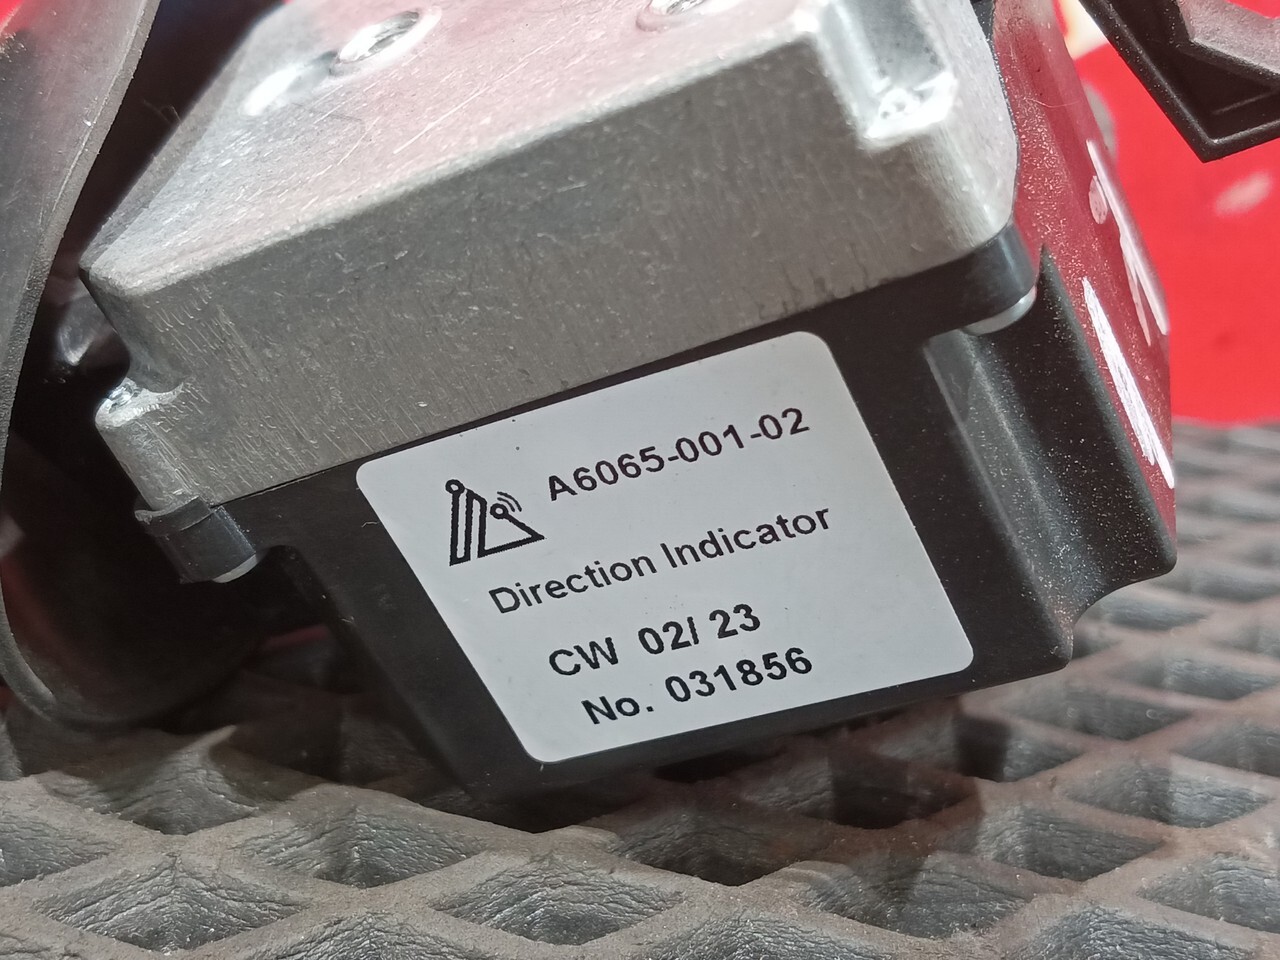 A6065-001-02
Direction Indicator
CW 02/ 23
No. 031856